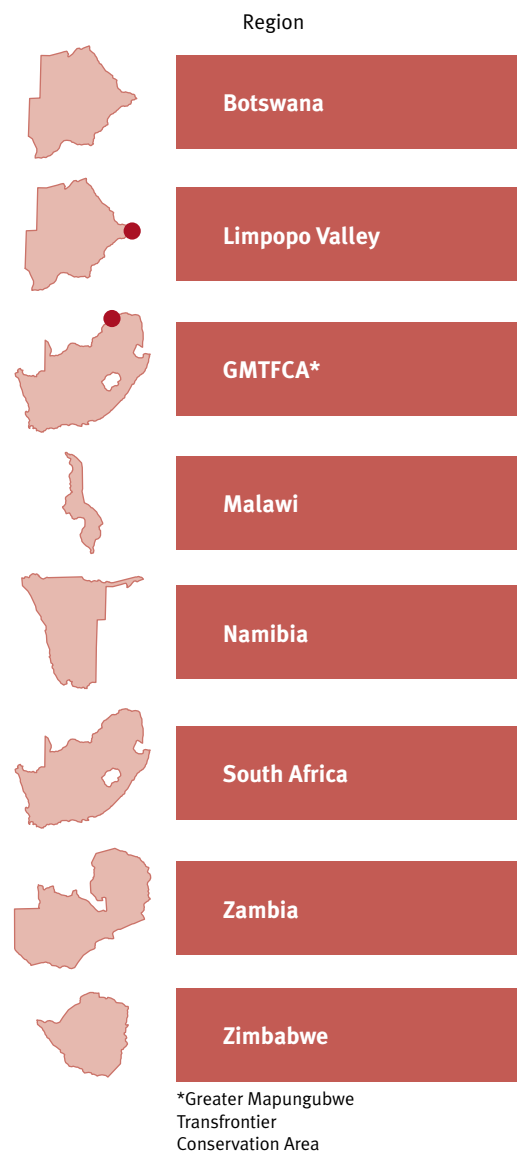 Region
Botswana
Limpopo Valley
GMTFCA*
Malawi
Namibia
South Africa
Zambia
Zimbabwe
*Greater Mapungubwe
Transfrontier
Conservation Area